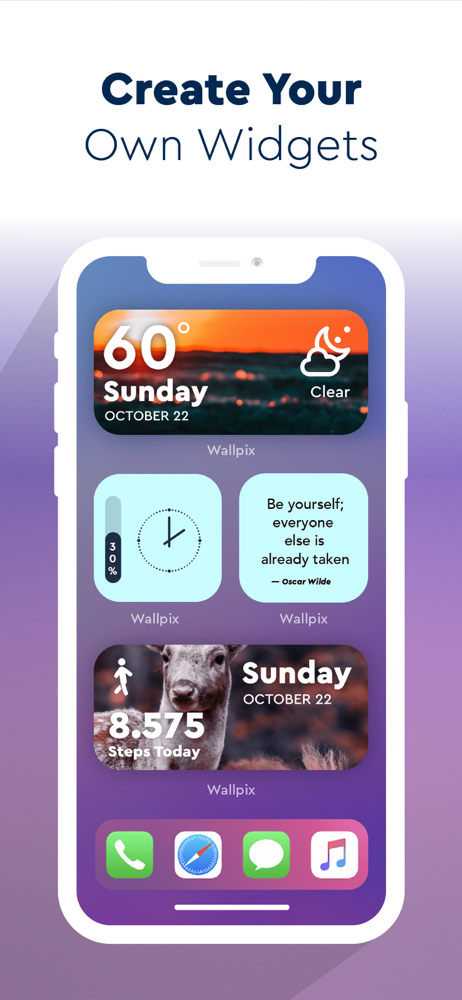 Create Your
Own Widgets
60°
Sunday
OCTOBER 22
Clear
Wallpix
30%
Be yourself;
everyone
else is
already taken
— Oscar Wilde
Wallpix
Wallpix
Sunday
OCTOBER 22
8.575
Steps Today
Wallpix